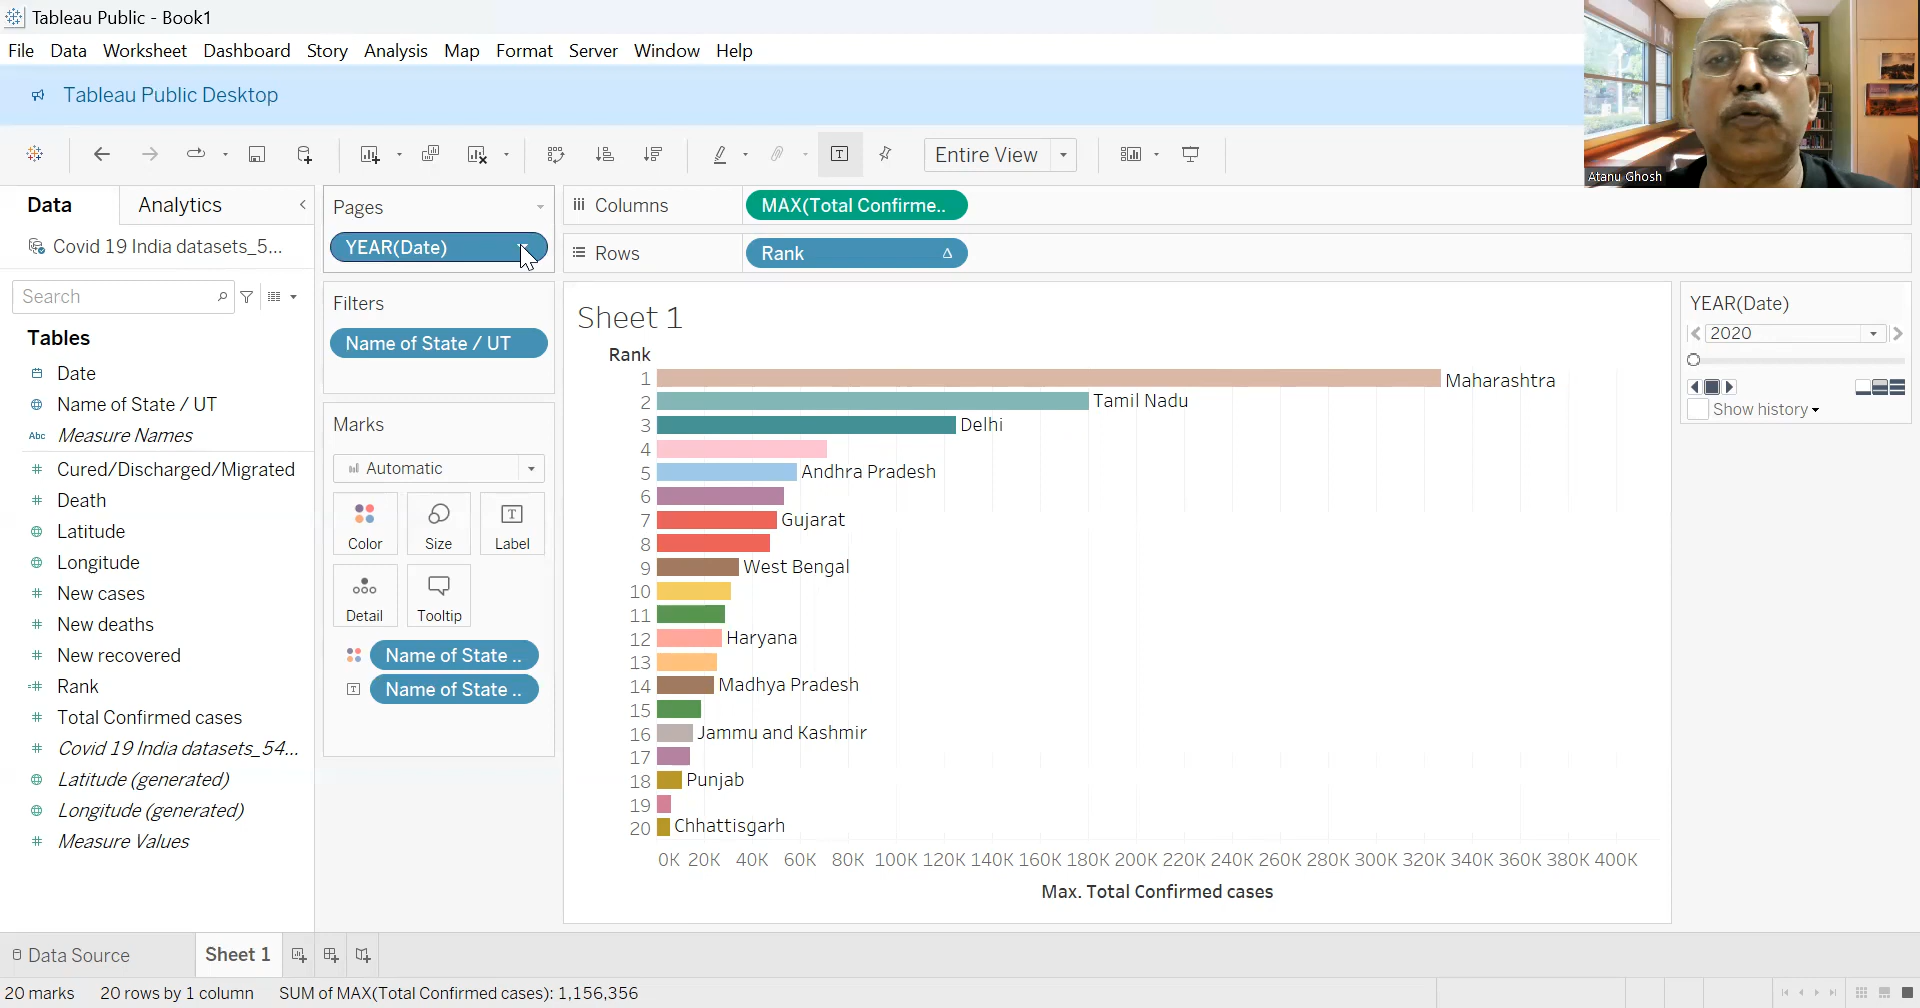 Tableau Public - Book1
File Data Worksheet Dashboard Story Analysis Map Format Server Window Help
Tableau Public Desktop
Entire View
Atanu Ghosh
Data Analytics
Covid 19 India datasets_5...
Search
Tables
Date
Name of State / UT
Abc Measure Names
Cured/Discharged/Migrated
Death
Latitude
Longitude
New cases
New deaths
New recovered
Rank
Total Confirmed cases
Covid 19 India datasets_54...
Latitude (generated)
Longitude (generated)
Measure Values
Pages
YEAR(Date)
Filters
Name of State / UT
Marks
Automatic
Color Size Label
Detail Tooltip
Name of State ..
Name of State ..
Columns MAX(Total Confirme..
Rows Rank
Sheet 1
Rank
1 Maharashtra
2 Tamil Nadu
3 Delhi
4
5 Andhra Pradesh
6
7 Gujarat
8
9 West Bengal
10
11
12 Haryana
13
14 Madhya Pradesh
15
16 Jammu and Kashmir
17
18 Punjab
19
20 Chhattisgarh
0K 20K 40K 60K 80K 100K 120K 140K 160K 180K 200K 220K 240K 260K 280K 300K 320K 340K 360K 380K 400K
Max. Total Confirmed cases
YEAR(Date)
2020
Show history
Data Source Sheet 1
20 marks 20 rows by 1 column SUM of MAX(Total Confirmed cases): 1,156,356